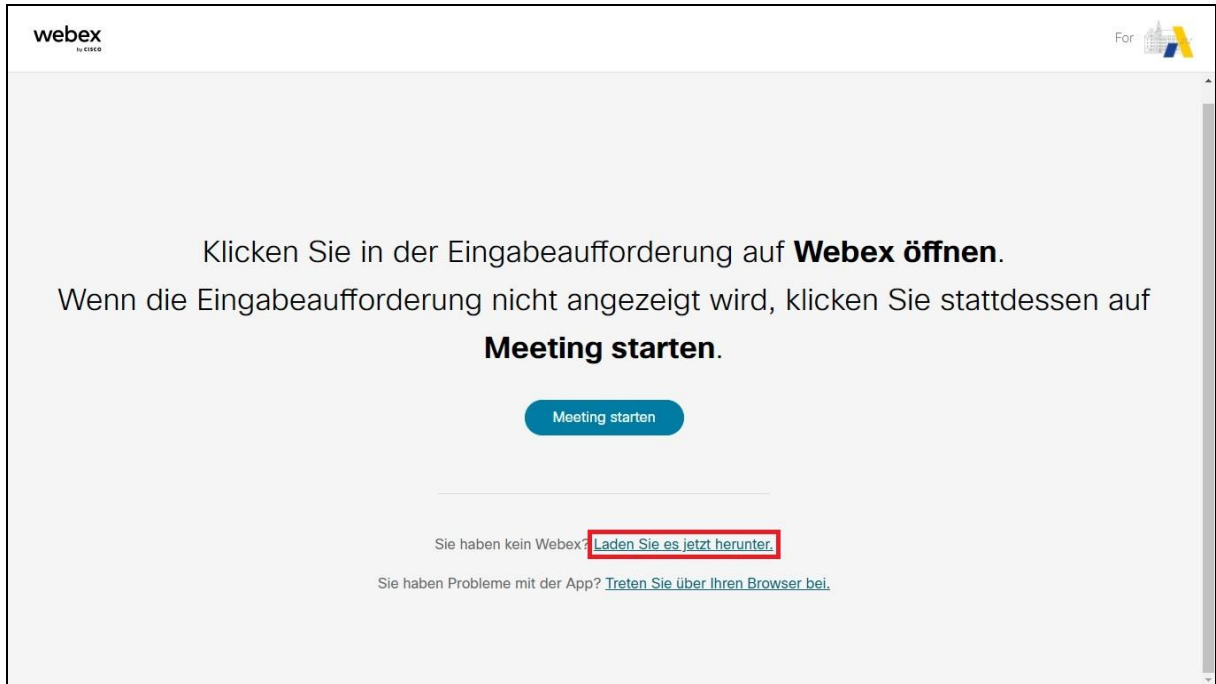 webex
by CISCO
For
Klicken Sie in der Eingabeaufforderung auf Webex öffnen.
Wenn die Eingabeaufforderung nicht angezeigt wird, klicken Sie stattdessen auf
Meeting starten.
Meeting starten
Sie haben kein Webex? Laden Sie es jetzt herunter.
Sie haben Probleme mit der App? Treten Sie über Ihren Browser bei.